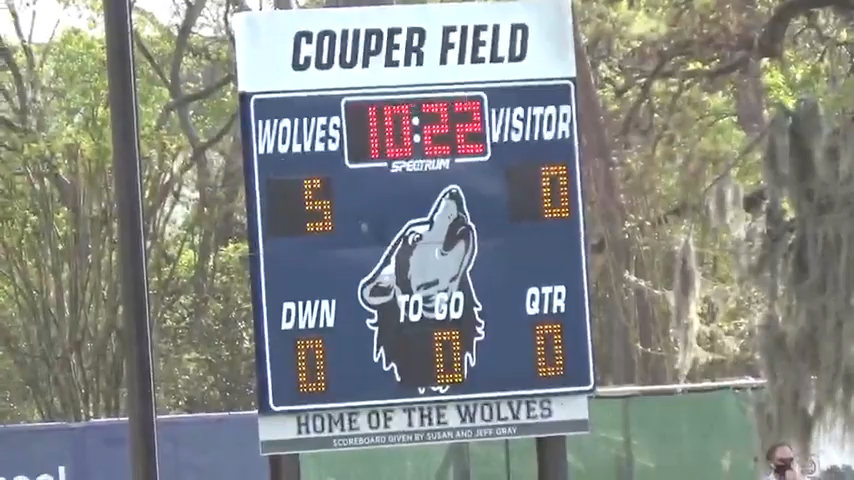 COUPER FIELD
WOLVES 10:22 VISITOR
SPECTRUM
5 0
DWN TO GO QTR
0 0 0
HOME OF THE WOLVES
SCOREBOARD GIVEN BY SUSAN AND JEFF GRAY
ool